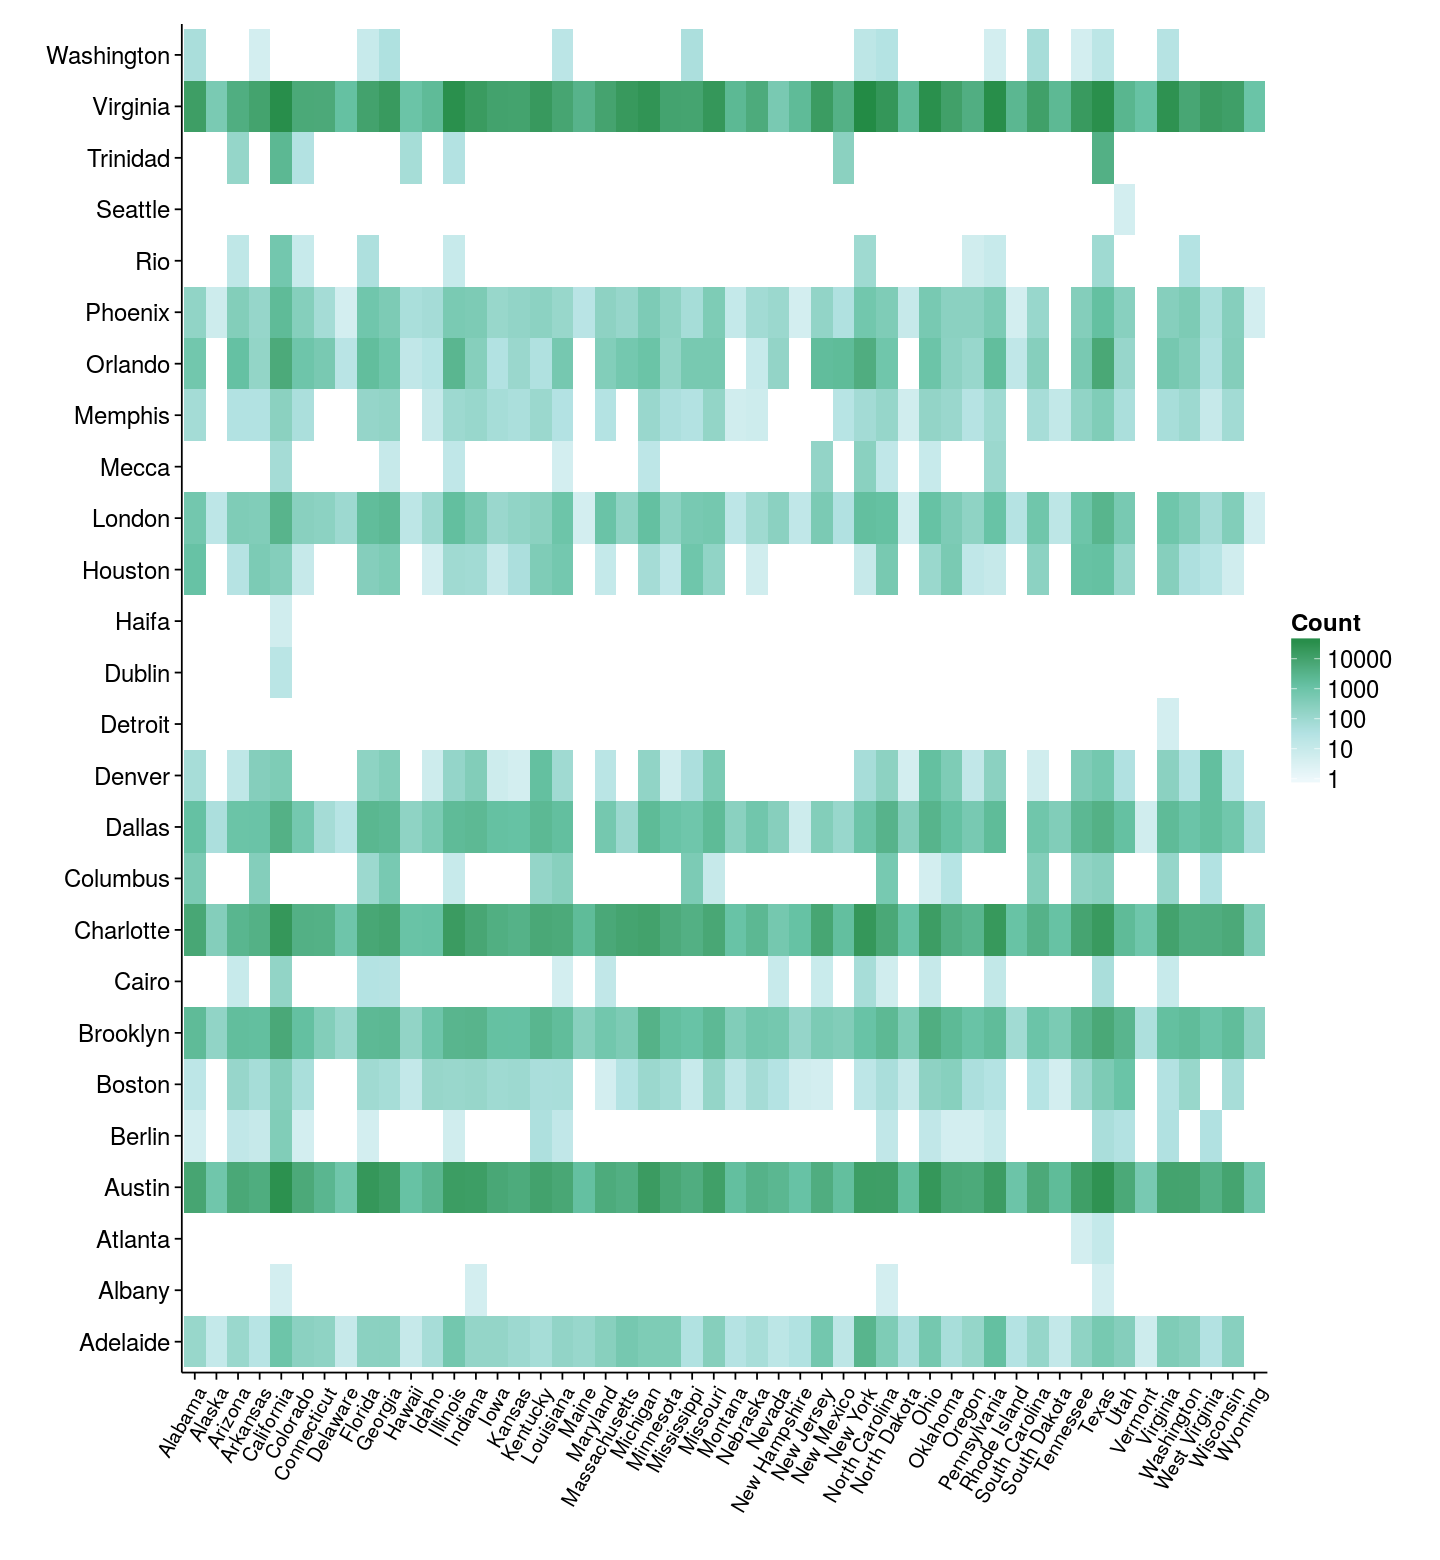 Washington
Virginia
Trinidad
Seattle
Rio
Phoenix
Orlando
Memphis
Mecca
London
Houston
Haifa
Dublin
Detroit
Denver
Dallas
Columbus
Charlotte
Cairo
Brooklyn
Boston
Berlin
Austin
Atlanta
Albany
Adelaide
Count
10000
1000
100
10
1
Alabama
Alaska
Arizona
Arkansas
California
Colorado
Connecticut
Delaware
Florida
Georgia
Hawaii
Idaho
Illinois
Indiana
Iowa
Kansas
Kentucky
Louisiana
Maine
Maryland
Massachusetts
Michigan
Minnesota
Mississippi
Missouri
Montana
Nebraska
Nevada
New Hampshire
New Jersey
New Mexico
New York
North Carolina
North Dakota
Ohio
Oklahoma
Oregon
Pennsylvania
Rhode Island
South Carolina
South Dakota
Tennessee
Texas
Utah
Vermont
Virginia
Washington
West Virginia
Wisconsin
Wyoming